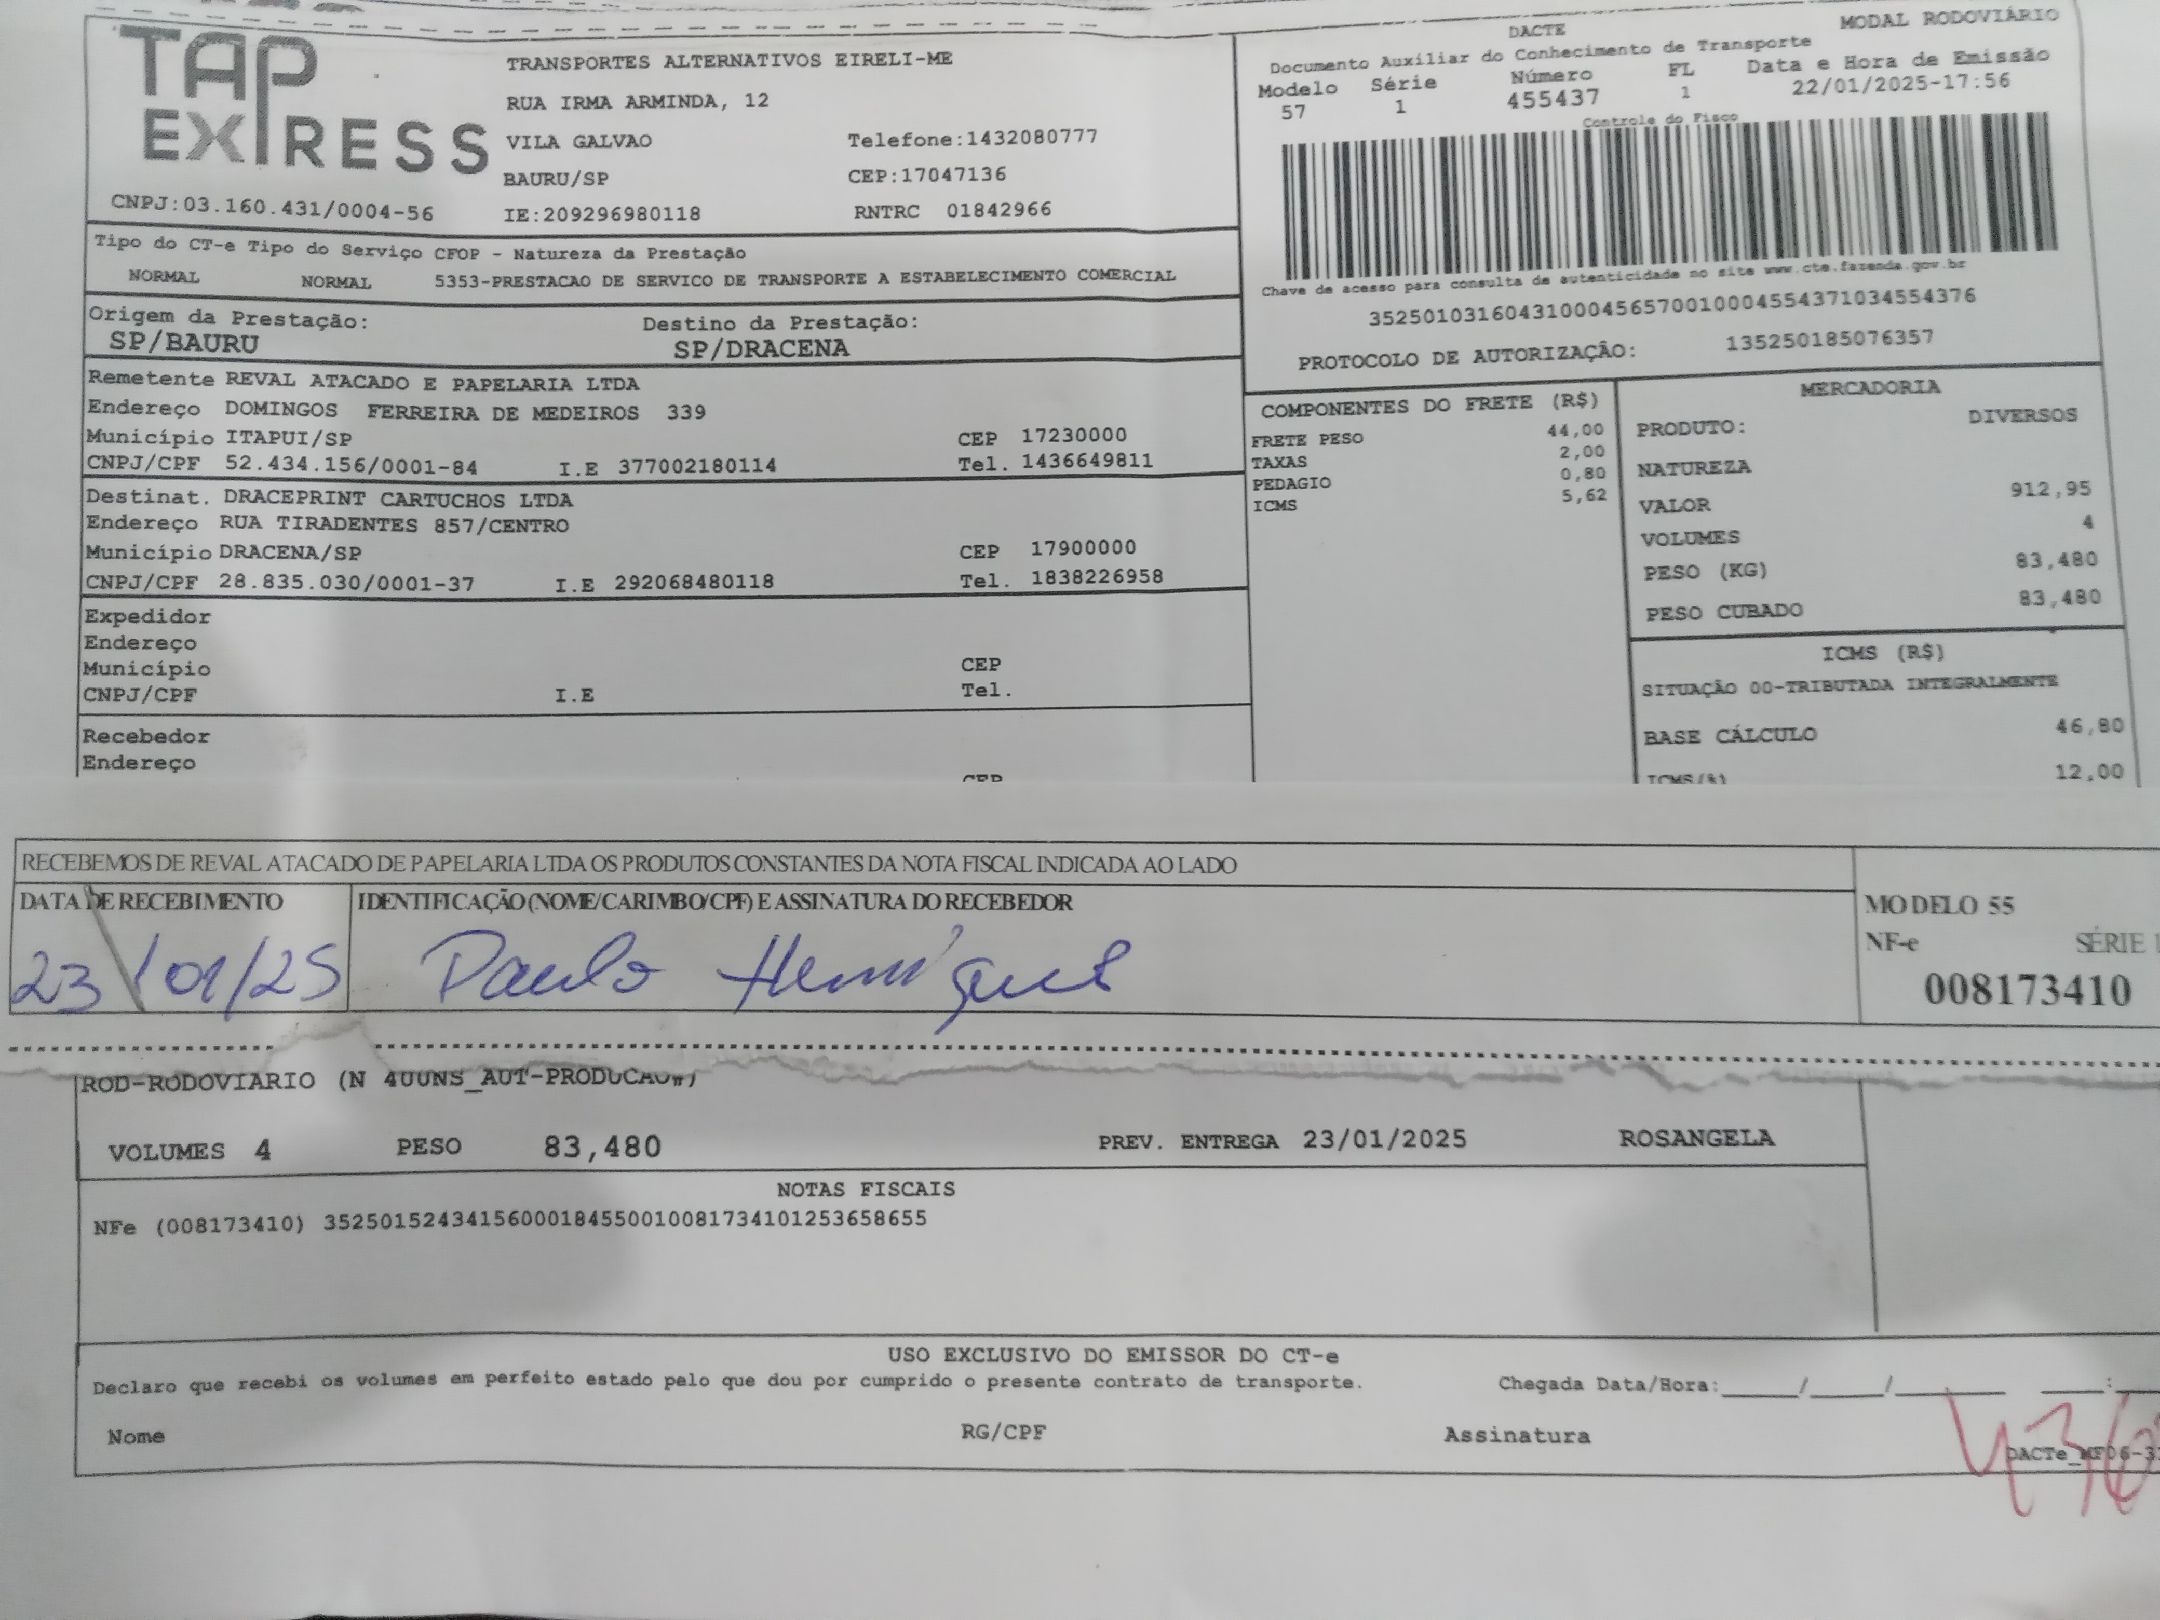 TAP EXPRESS
TRANSPORTES ALTERNATIVOS EIRELI-ME
RUA IRMA ARMINDA, 12
VILA GALVAO Telefone:1432080777
BAURU/SP CEP:17047136
CNPJ:03.160.431/0004-56 IE:209296980118 RNTRC 01842966
DACTE MODAL RODOVIÁRIO
Documento Auxiliar do Conhecimento de Transporte
Modelo Série Número FL Data e Hora de Emissão
57 1 455437 1 22/01/2025-17:56
Controle do Fisco
Chave de acesso para consulta de autenticidade no site www.cte.fazenda.gov.br
35250103160431000456570010004554371034554376
PROTOCOLO DE AUTORIZAÇÃO: 135250185076357
Tipo do CT-e Tipo do Serviço CFOP - Natureza da Prestação
NORMAL NORMAL 5353-PRESTACAO DE SERVICO DE TRANSPORTE A ESTABELECIMENTO COMERCIAL
Origem da Prestação: Destino da Prestação:
SP/BAURU SP/DRACENA
Remetente REVAL ATACADO E PAPELARIA LTDA
Endereço DOMINGOS FERREIRA DE MEDEIROS 339
Município ITAPUI/SP CEP 17230000
CNPJ/CPF 52.434.156/0001-84 I.E 377002180114 Tel. 1436649811
Destinat. DRACEPRINT CARTUCHOS LTDA
Endereço RUA TIRADENTES 857/CENTRO
Município DRACENA/SP CEP 17900000
CNPJ/CPF 28.835.030/0001-37 I.E 292068480118 Tel. 1838226958
Expedidor
Endereço
Município CEP
CNPJ/CPF I.E Tel.
Recebedor
Endereço
CEP
COMPONENTES DO FRETE (R$)
FRETE PESO 44,00
TAXAS 2,00
PEDAGIO 0,80
ICMS 5,62
MERCADORIA
PRODUTO: DIVERSOS
NATUREZA
VALOR 912,95
VOLUMES 4
PESO (KG) 83,480
PESO CUBADO 83,480
ICMS (R$)
SITUAÇÃO 00-TRIBUTADA INTEGRALMENTE
BASE CÁLCULO 46,80
ICMS(%) 12,00
RECEBEMOS DE REVAL ATACADO DE PAPELARIA LTDA OS PRODUTOS CONSTANTES DA NOTA FISCAL INDICADA AO LADO
DATA DE RECEBIMENTO IDENTIFICAÇÃO (NOME/CARIMBO/CPF) E ASSINATURA DO RECEBEDOR
23/01/25 Paulo Henrique
MODELO 55
NF-e SÉRIE 1
008173410
ROD-RODOVIARIO (N 400NS_AUT-PRODUCAO#)
VOLUMES 4 PESO 83,480 PREV. ENTREGA 23/01/2025 ROSANGELA
NOTAS FISCAIS
NFe (008173410) 35250152434156000184550010081734101253658655
USO EXCLUSIVO DO EMISSOR DO CT-e
Declaro que recebi os volumes em perfeito estado pelo que dou por cumprido o presente contrato de transporte. Chegada Data/Hora:_____/____/_______ ____:
Nome RG/CPF Assinatura